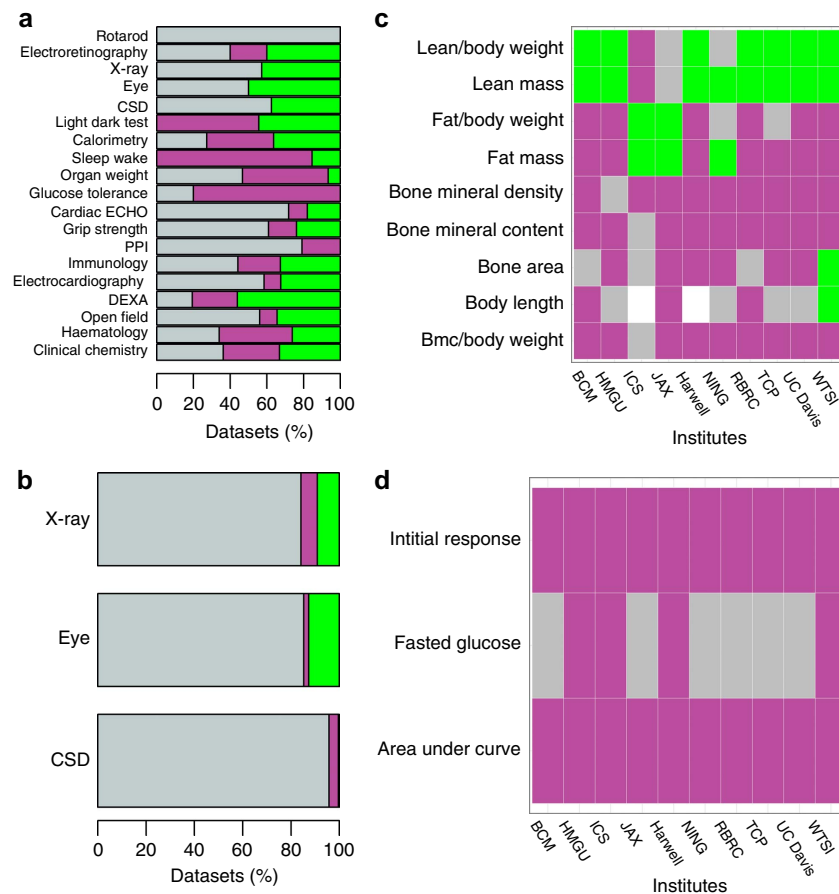 a
Rotarod
Electroretinography
X-ray
Eye
CSD
Light dark test
Calorimetry
Sleep wake
Organ weight
Glucose tolerance
Cardiac ECHO
Grip strength
PPI
Immunology
Electrocardiography
DEXA
Open field
Haematology
Clinical chemistry
0 20 40 60 80 100
Datasets (%)
b
X-ray
Eye
CSD
0 20 40 60 80 100
Datasets (%)
c
Lean/body weight
Lean mass
Fat/body weight
Fat mass
Bone mineral density
Bone mineral content
Bone area
Body length
Bmc/body weight
BCM HMGU ICS JAX Harwell NING RBRC TCP UC Davis WTSI
Institutes
d
Intitial response
Fasted glucose
Area under curve
BCM HMGU ICS JAX Harwell NING RBRC TCP UC Davis WTSI
Institutes